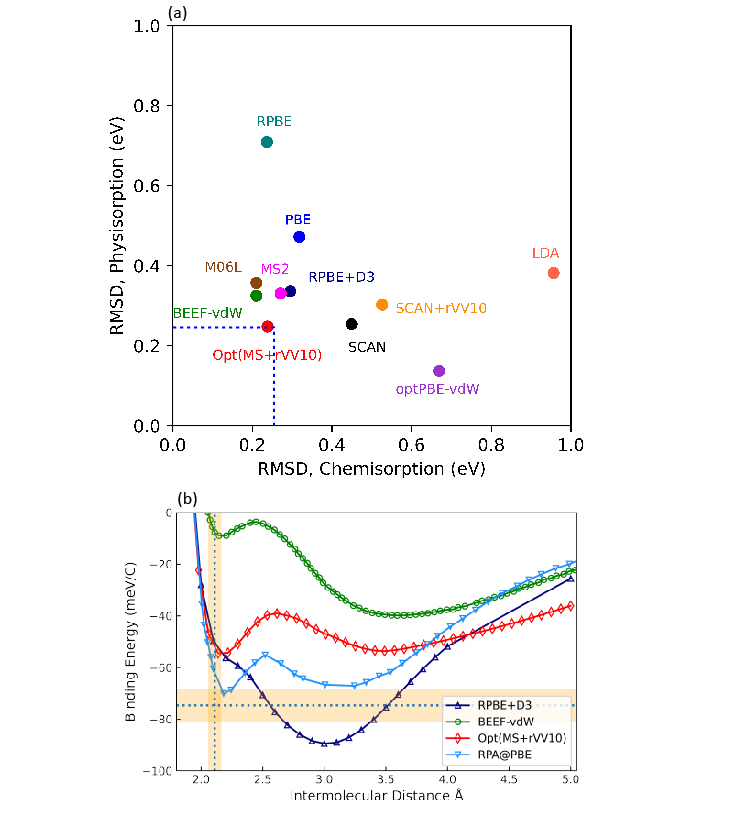 (a)
1.0
0.8
0.6
0.4
0.2
0.0
RMSD, Physisorption (eV)
RPBE
PBE
LDA
M06L
MS2
RPBE+D3
BEEF-vdW
SCAN+rVV10
SCAN
Opt(MS+rVV10)
optPBE-vdW
0.0 0.2 0.4 0.6 0.8 1.0
RMSD, Chemisorption (eV)
(b)
0
−20
−40
−60
−80
−100
Binding Energy (meV/C)
RPBE+D3
BEEF-vdW
Opt(MS+rVV10)
RPA@PBE
2.0 2.5 3.0 3.5 4.0 4.5 5.0
Intermolecular Distance Å